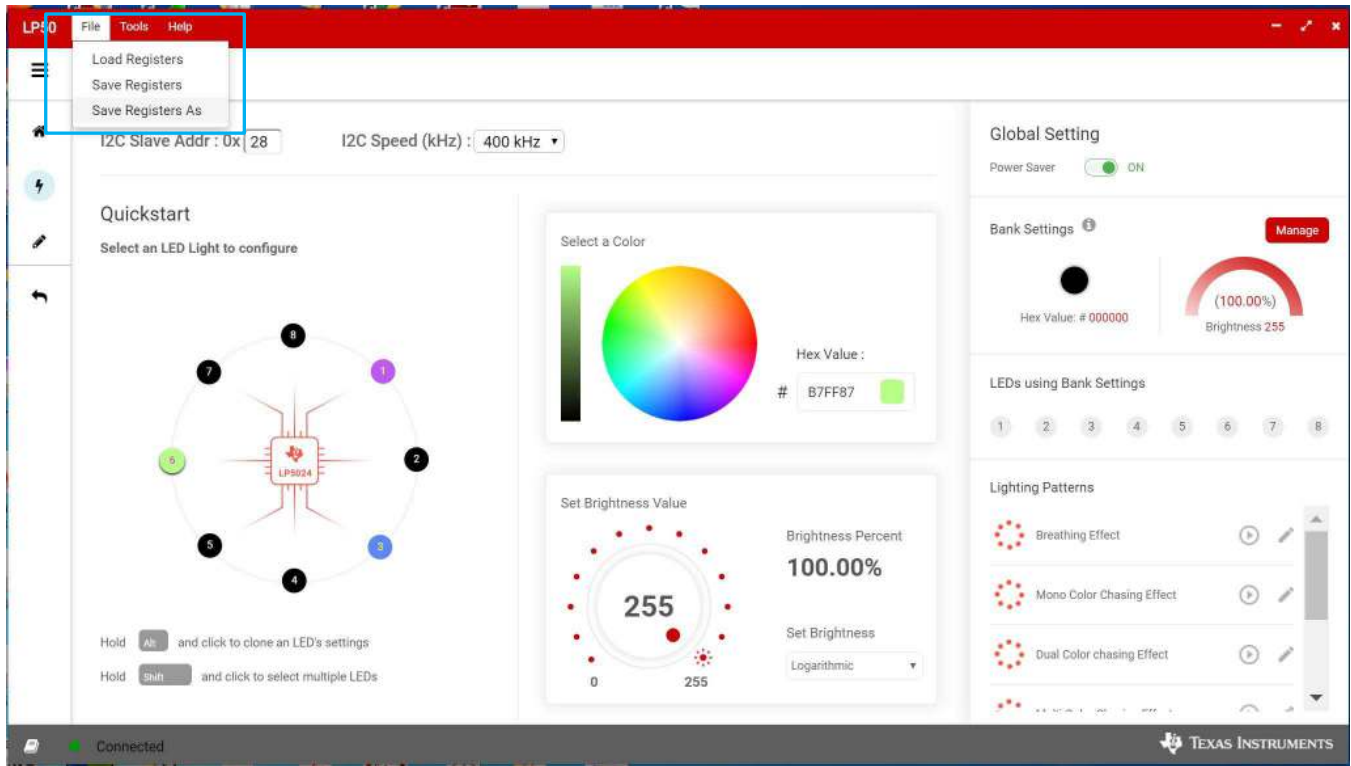 LP50 File Tools Help
Load Registers
Save Registers
Save Registers As
I2C Slave Addr : 0x 28
I2C Speed (kHz) : 400 kHz
Quickstart
Select an LED Light to configure
8
7
1
6
LP5024
2
5
3
4
Hold Alt and click to clone an LED's settings
Hold Shift and click to select multiple LEDs
Select a Color
Hex Value :
# B7FF87
Set Brightness Value
255
0 255
Brightness Percent
100.00%
Set Brightness
Logarithmic
Global Setting
Power Saver ON
Bank Settings Manage
Hex Value: # 000000
(100.00%)
Brightness 255
LEDs using Bank Settings
1 2 3 4 5 6 7 8
Lighting Patterns
Breathing Effect
Mono Color Chasing Effect
Dual Color chasing Effect
Connected
TEXAS INSTRUMENTS